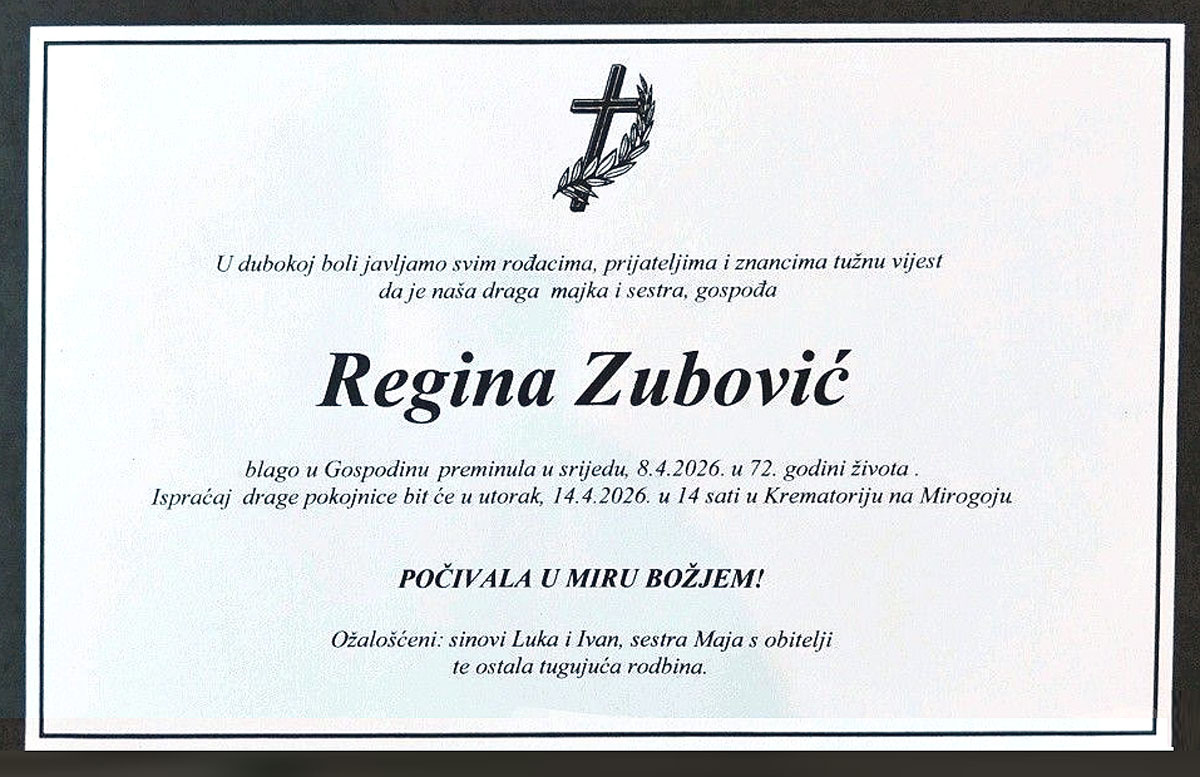 U dubokoj boli javljamo svim rođacima, prijateljima i znancima tužnu vijest
da je naša draga majka i sestra, gospođa
Regina Zubović
blago u Gospodinu preminula u srijedu, 8.4.2026. u 72. godini života .
Ispraćaj drage pokojnice bit će u utorak, 14.4.2026. u 14 sati u Krematoriju na Mirogoju
POČIVALA U MIRU BOŽJEM!
Ožalošćeni: sinovi Luka i Ivan, sestra Maja s obitelji
te ostala tugujuća rodbina.